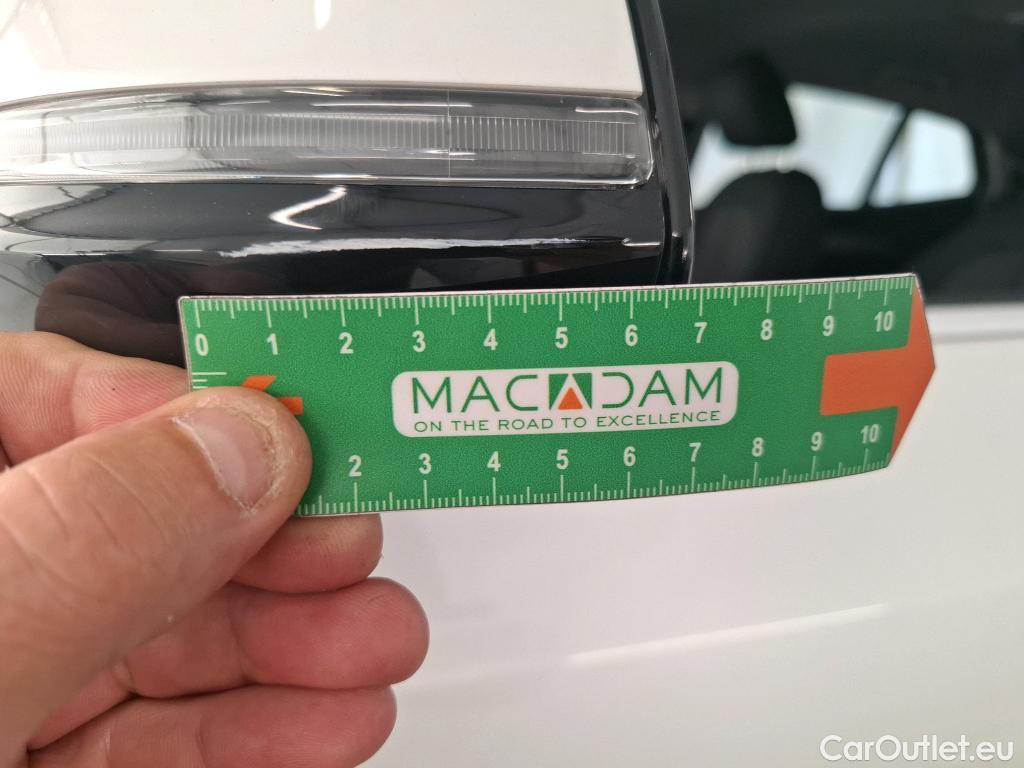 0 1 2 3 4 5 6 7 8 9 10
MACADAM
ON THE ROAD TO EXCELLENCE
2 3 4 5 6 7 8 9 10
CarOutlet.eu